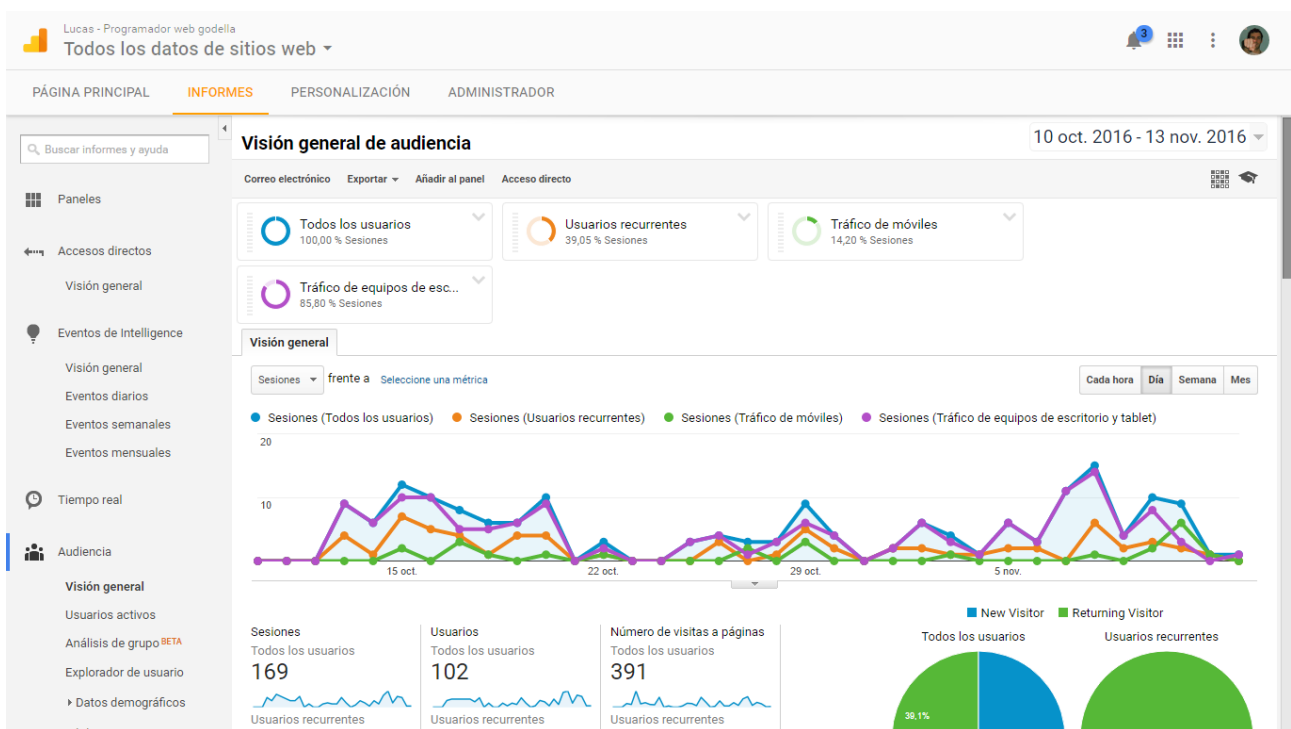 Lucas - Programador web godella
Todos los datos de sitios web
3
PÁGINA PRINCIPAL INFORMES PERSONALIZACIÓN ADMINISTRADOR
Buscar informes y ayuda
Paneles
Accesos directos
Visión general
Eventos de Intelligence
Visión general
Eventos diarios
Eventos semanales
Eventos mensuales
Tiempo real
Audiencia
Visión general
Usuarios activos
Análisis de grupo BETA
Explorador de usuario
Datos demográficos
Visión general de audiencia
10 oct. 2016 - 13 nov. 2016
Correo electrónico Exportar Añadir al panel Acceso directo
Todos los usuarios
100,00 % Sesiones
Usuarios recurrentes
39,05 % Sesiones
Tráfico de móviles
14,20 % Sesiones
Tráfico de equipos de esc...
85,80 % Sesiones
Visión general
Sesiones frente a Seleccione una métrica
Cada hora Día Semana Mes
Sesiones (Todos los usuarios) Sesiones (Usuarios recurrentes) Sesiones (Tráfico de móviles) Sesiones (Tráfico de equipos de escritorio y tablet)
20
10
15 oct. 22 oct. 29 oct. 5 nov.
Sesiones
Todos los usuarios
169
Usuarios recurrentes
Usuarios
Todos los usuarios
102
Usuarios recurrentes
Número de visitas a páginas
Todos los usuarios
391
Usuarios recurrentes
New Visitor Returning Visitor
Todos los usuarios
39,1%
Usuarios recurrentes